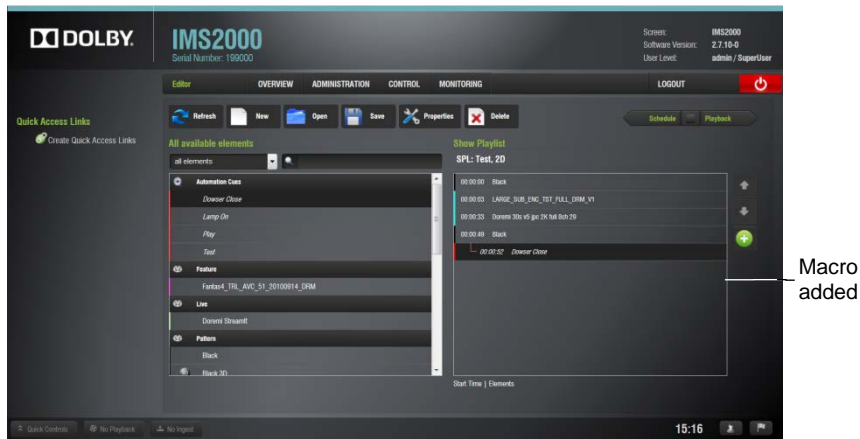 DOLBY.
IMS2000
Serial Number: 199000
Screen: IMS2000
Software Version: 2.7.10-0
User Level: admin / SuperUser
Editor OVERVIEW ADMINISTRATION CONTROL MONITORING LOGOUT
Quick Access Links
Create Quick Access Links
Refresh New Open Save Properties Delete
Schedule Playback
All available elements
all elements
Automation Cues
Dowser Close
Lamp On
Play
Test
Feature
Fantas4_TRL_AVC_51_20100914_DRM
Live
Doremi StreamIt
Pattern
Black
Black 3D
Show Playlist
SPL: Test, 2D
00:00:00 Black
00:00:03 LARGE_SUB_ENC_TST_FULL_DRM_V1
00:00:33 Doremi 30s v5 jpc 2K full 8ch 29
00:00:49 Black
00:00:52 Dowser Close
Start Time | Elements
Macro
added
Quick Controls No Playback No Ingest 15:16